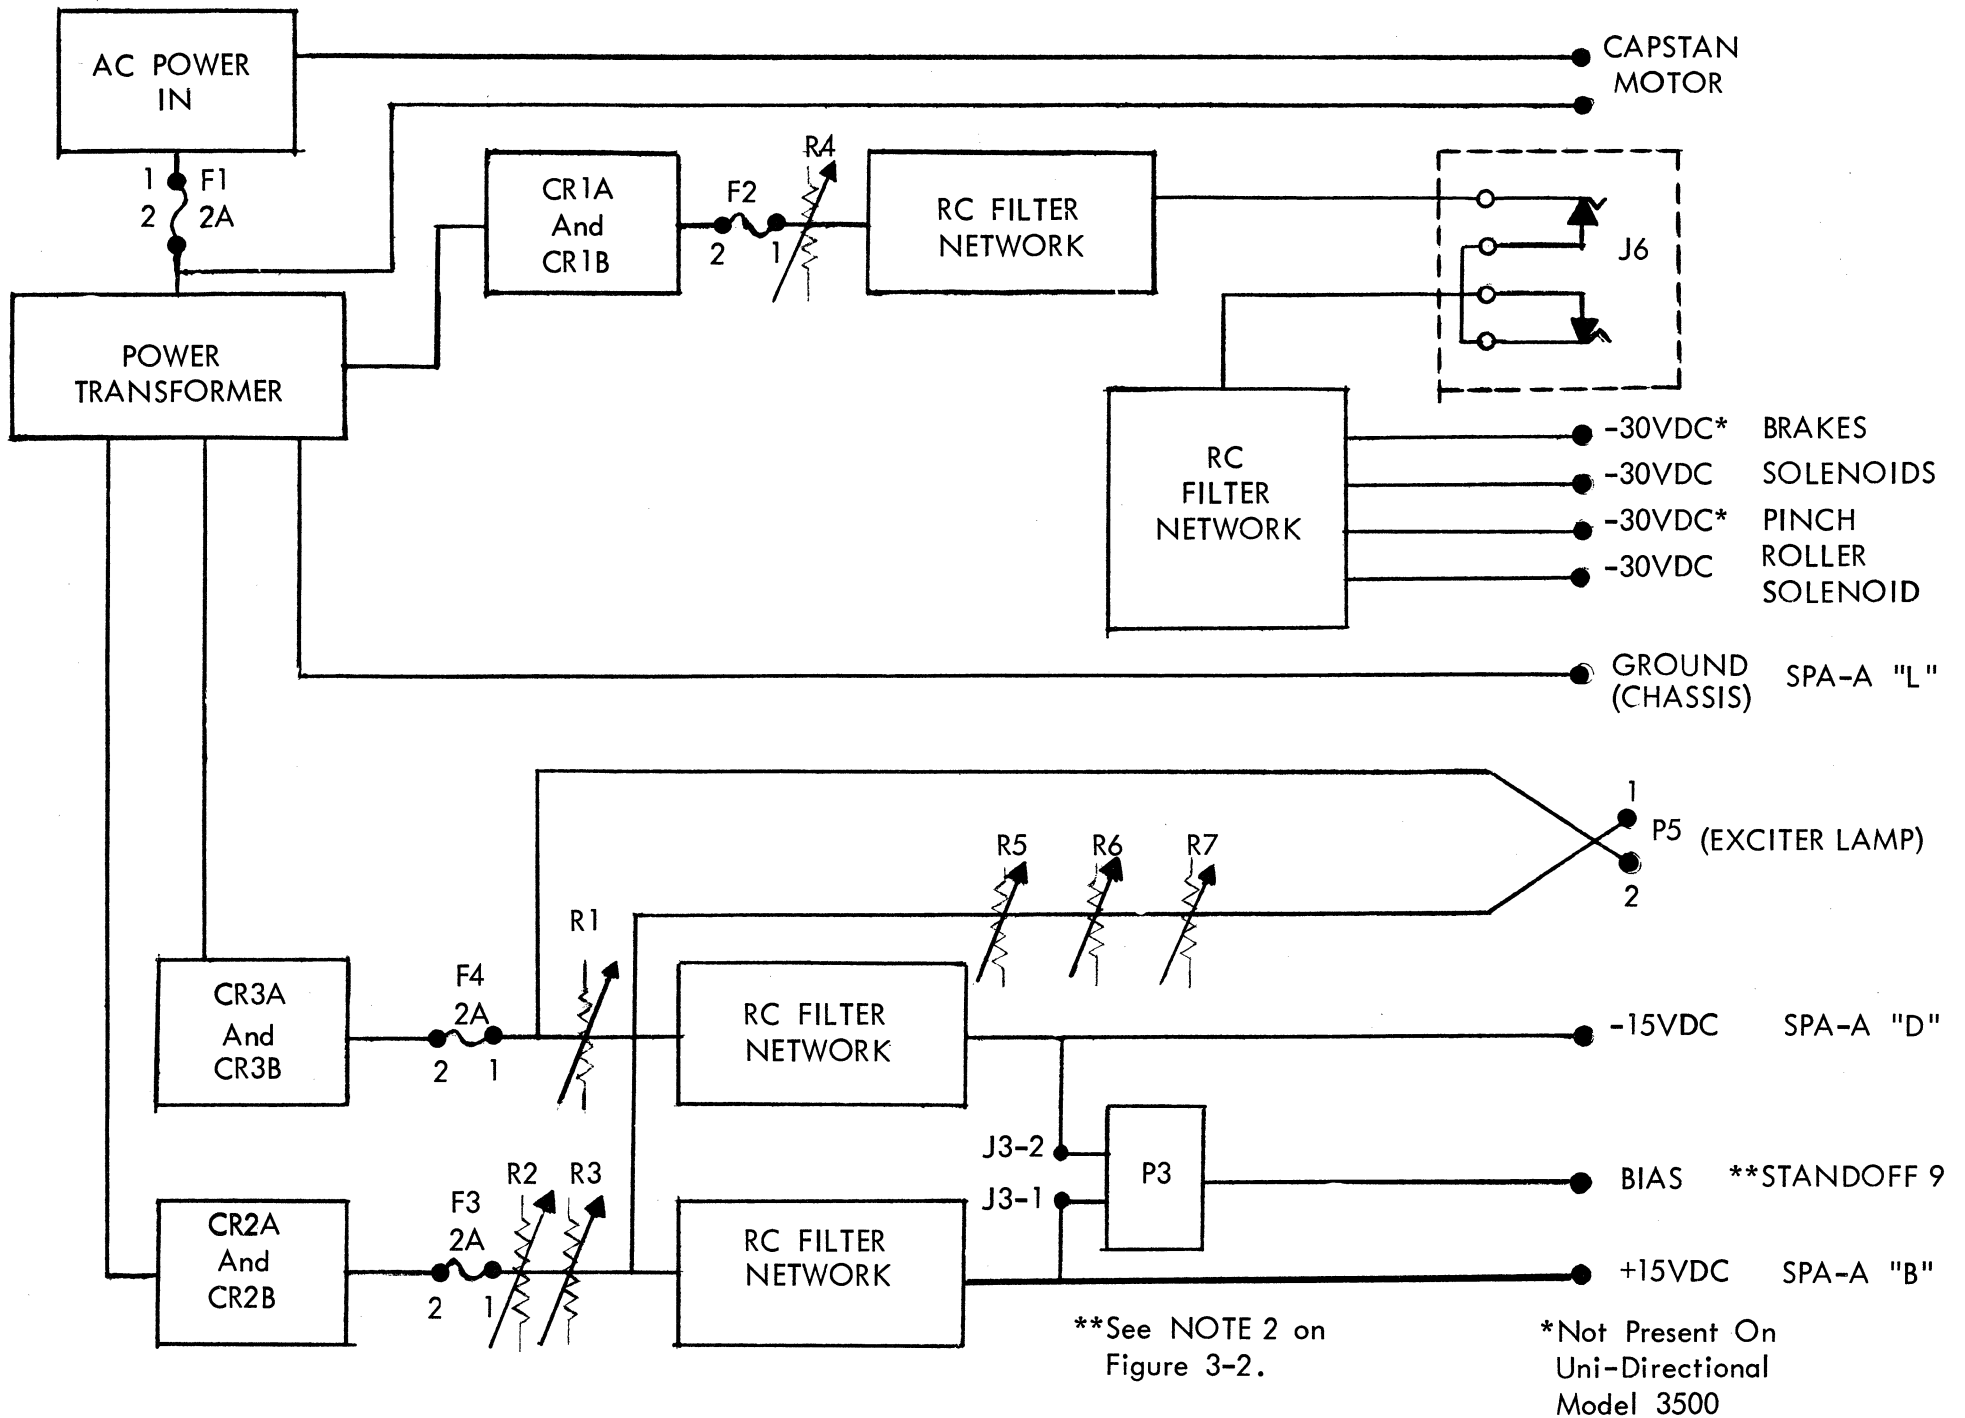 AC POWER
IN
CAPSTAN
MOTOR
1 F1
2 2A
CR1A
And
CR1B
F2
2 1
R4
RC FILTER
NETWORK
J6
POWER
TRANSFORMER
RC
FILTER
NETWORK
-30VDC* BRAKES
-30VDC SOLENOIDS
-30VDC* PINCH
-30VDC ROLLER
SOLENOID
GROUND
(CHASSIS) SPA-A "L"
1
P5 (EXCITER LAMP)
2
R5 R6 R7
R1
CR3A
And
CR3B
F4
2A
2 1
RC FILTER
NETWORK
-15VDC SPA-A "D"
J3-2
J3-1
P3
BIAS **STANDOFF 9
R2 R3
CR2A
And
CR2B
F3
2A
2 1
RC FILTER
NETWORK
+15VDC SPA-A "B"
**See NOTE 2 on
Figure 3-2.
*Not Present On
Uni-Directional
Model 3500